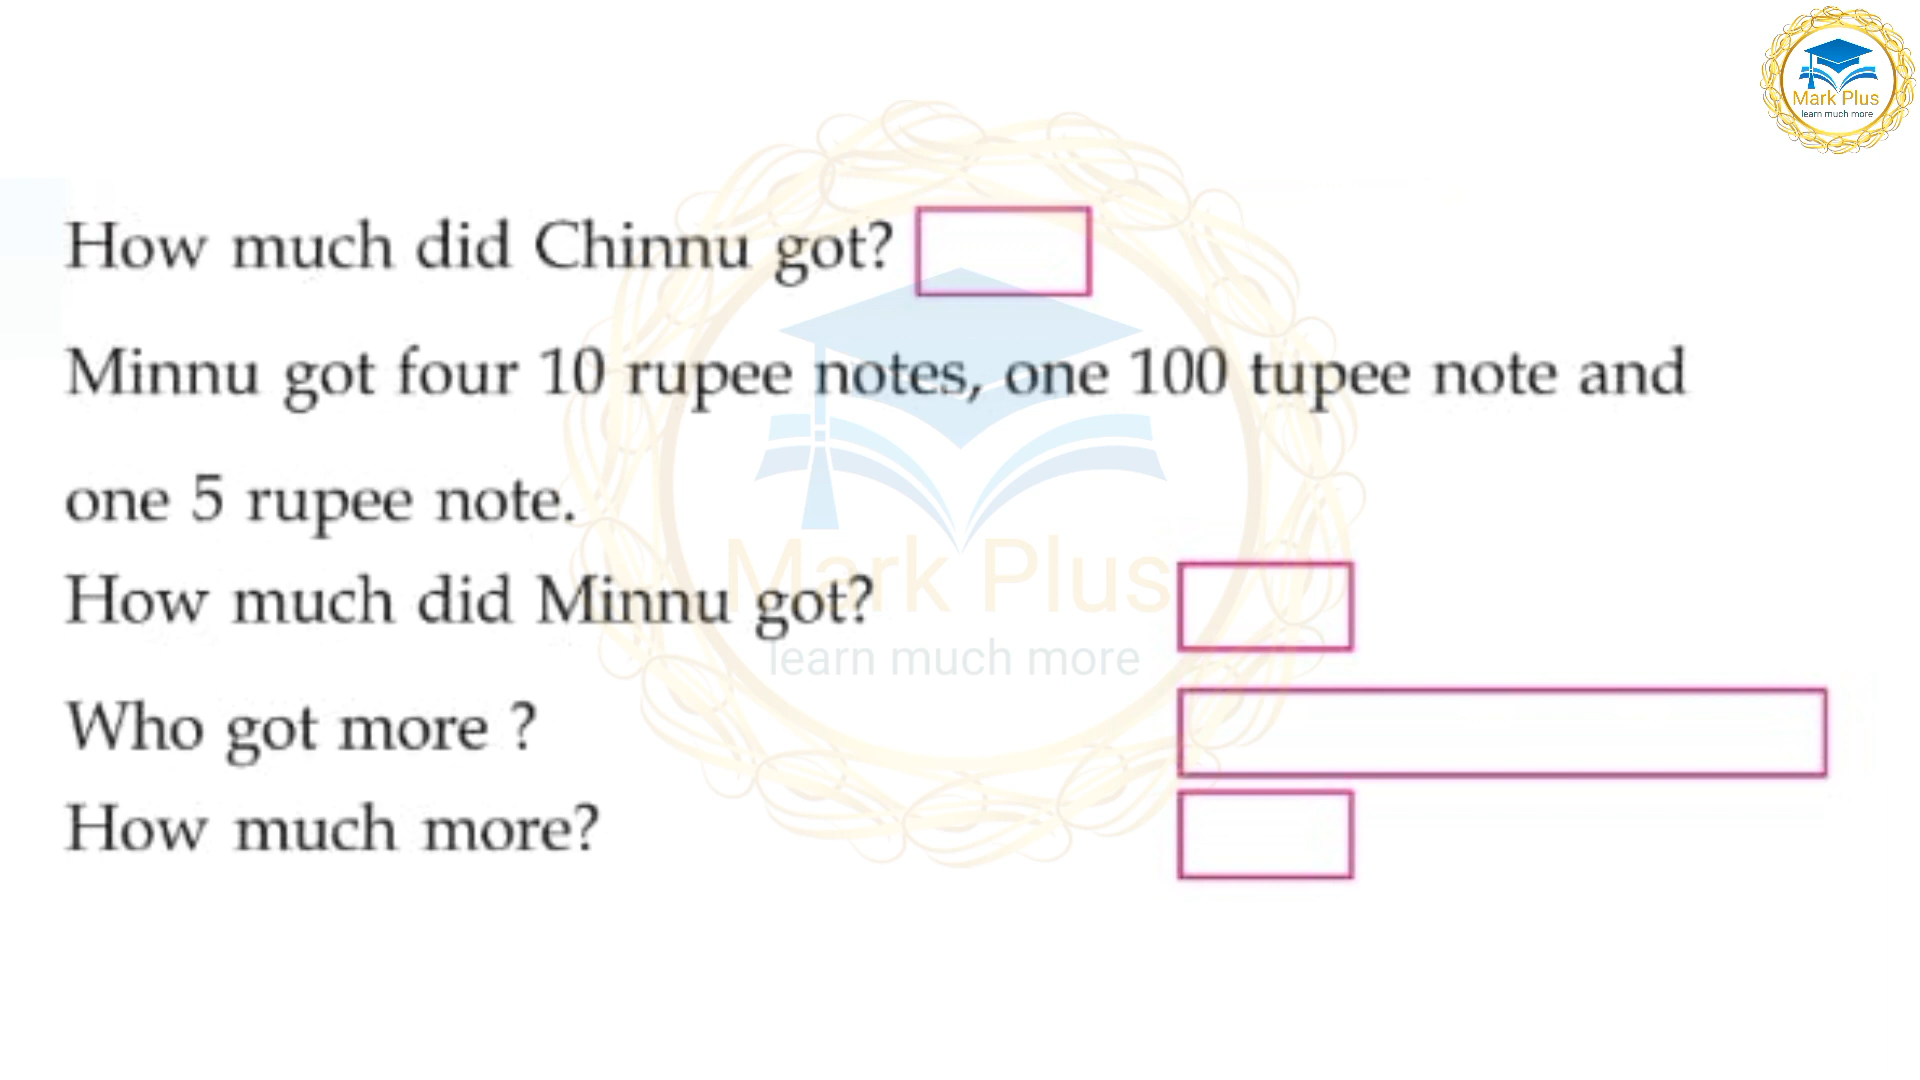 Mark Plus
learn much more
How much did Chinnu got?
Minnu got four 10 rupee notes, one 100 tupee note and
one 5 rupee note.
How much did Minnu got?
Mark Plus
learn much more
Who got more ?
How much more?